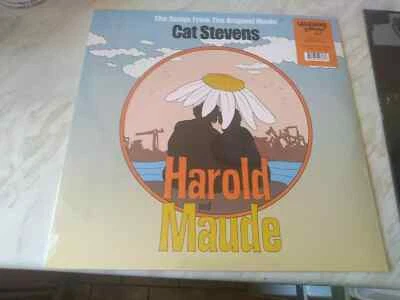 The Songs From The Original Movie
Cat Stevens
Harold
and
Maude